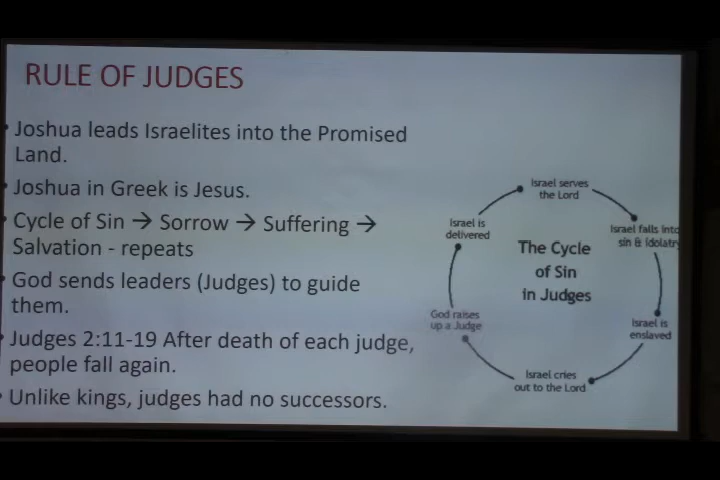 RULE OF JUDGES
• Joshua leads Israelites into the Promised
Land.
• Joshua in Greek is Jesus.
• Cycle of Sin → Sorrow → Suffering →
Salvation - repeats
• God sends leaders (Judges) to guide
them.
• Judges 2:11-19 After death of each judge,
people fall again.
• Unlike kings, judges had no successors.
The Cycle
of Sin
in Judges
Israel serves
the Lord
Israel falls into
sin & idolatry
Israel is
enslaved
Israel cries
out to the Lord
God raises
up a Judge
Israel is
delivered